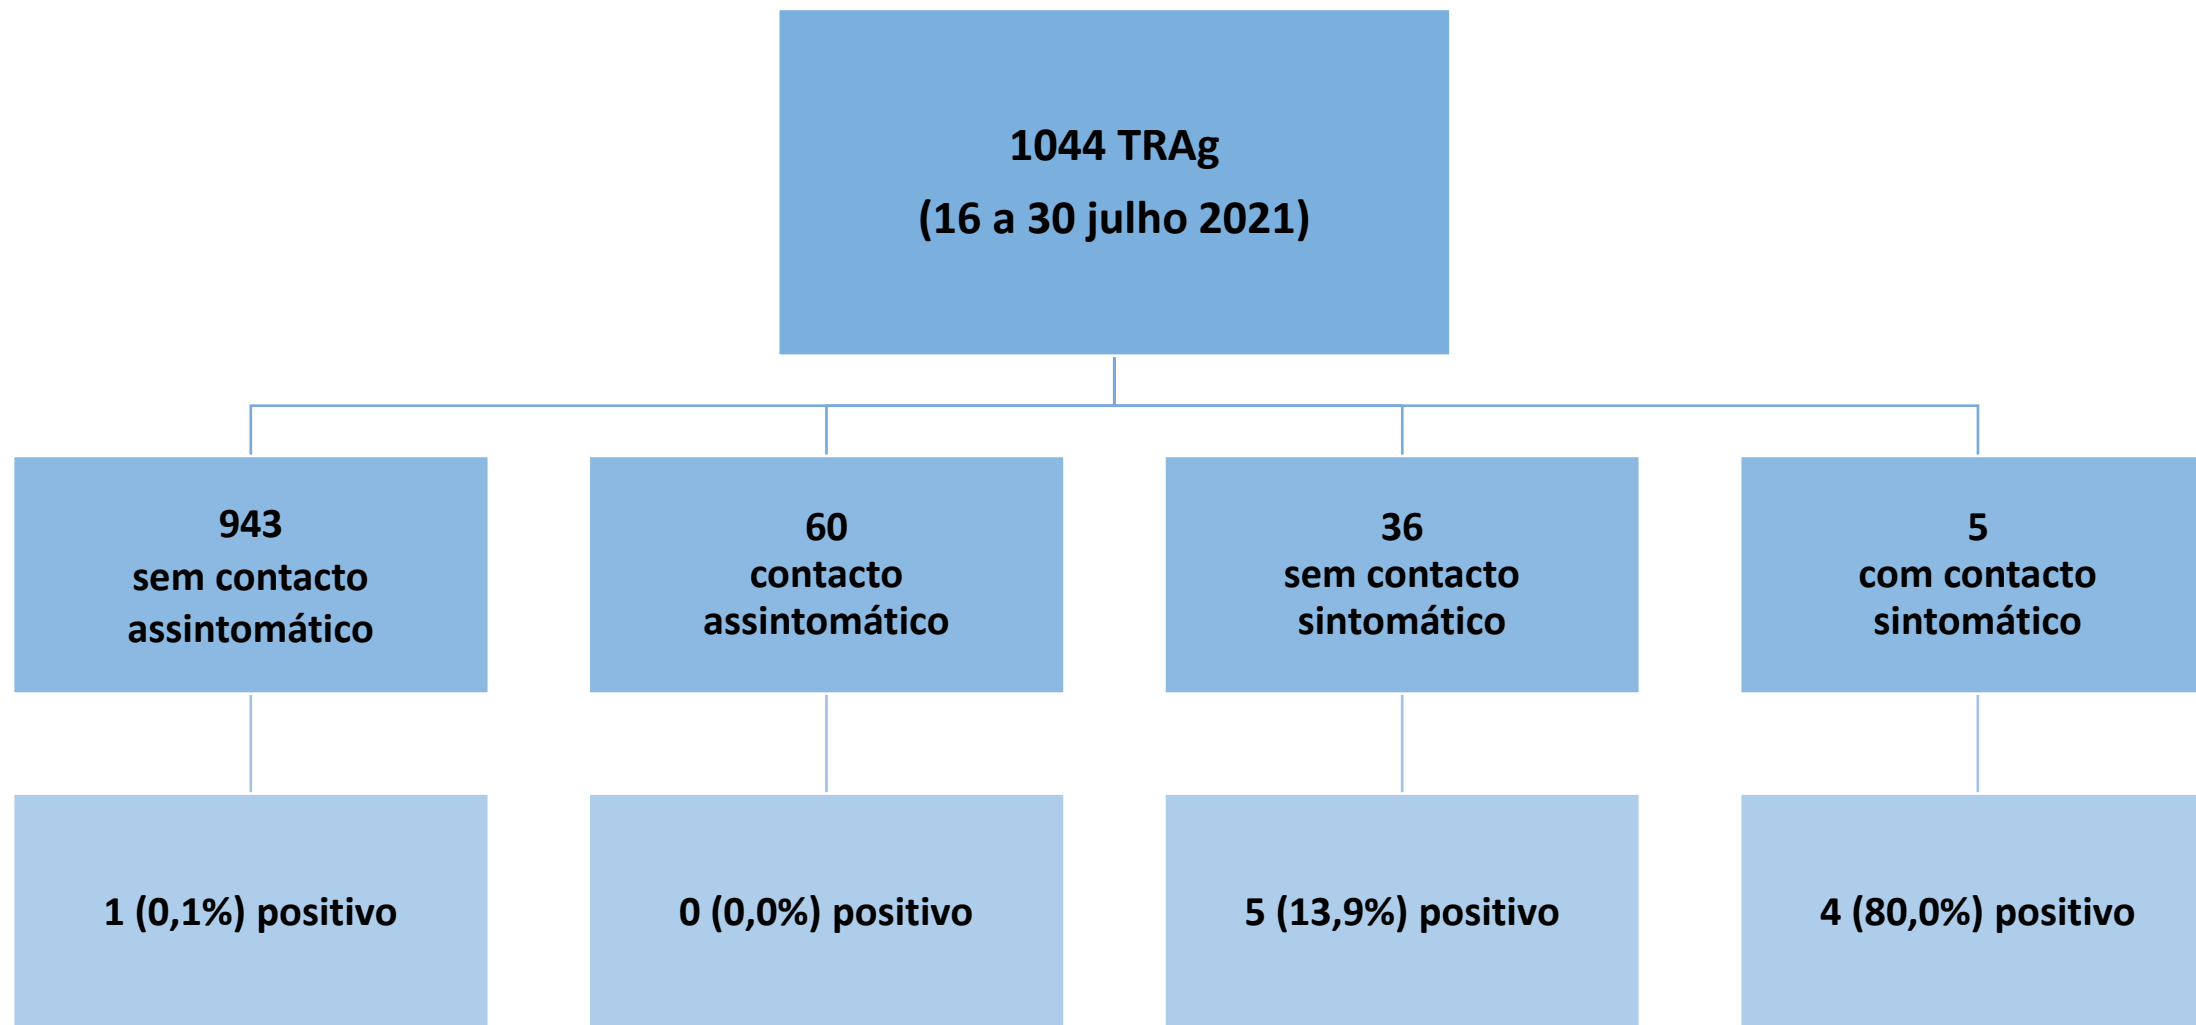 1044 TRAg
(16 a 30 julho 2021)
943
sem contacto
assintomático
60
contacto
assintomático
36
sem contacto
sintomático
5
com contacto
sintomático
1 (0,1%) positivo
0 (0,0%) positivo
5 (13,9%) positivo
4 (80,0%) positivo